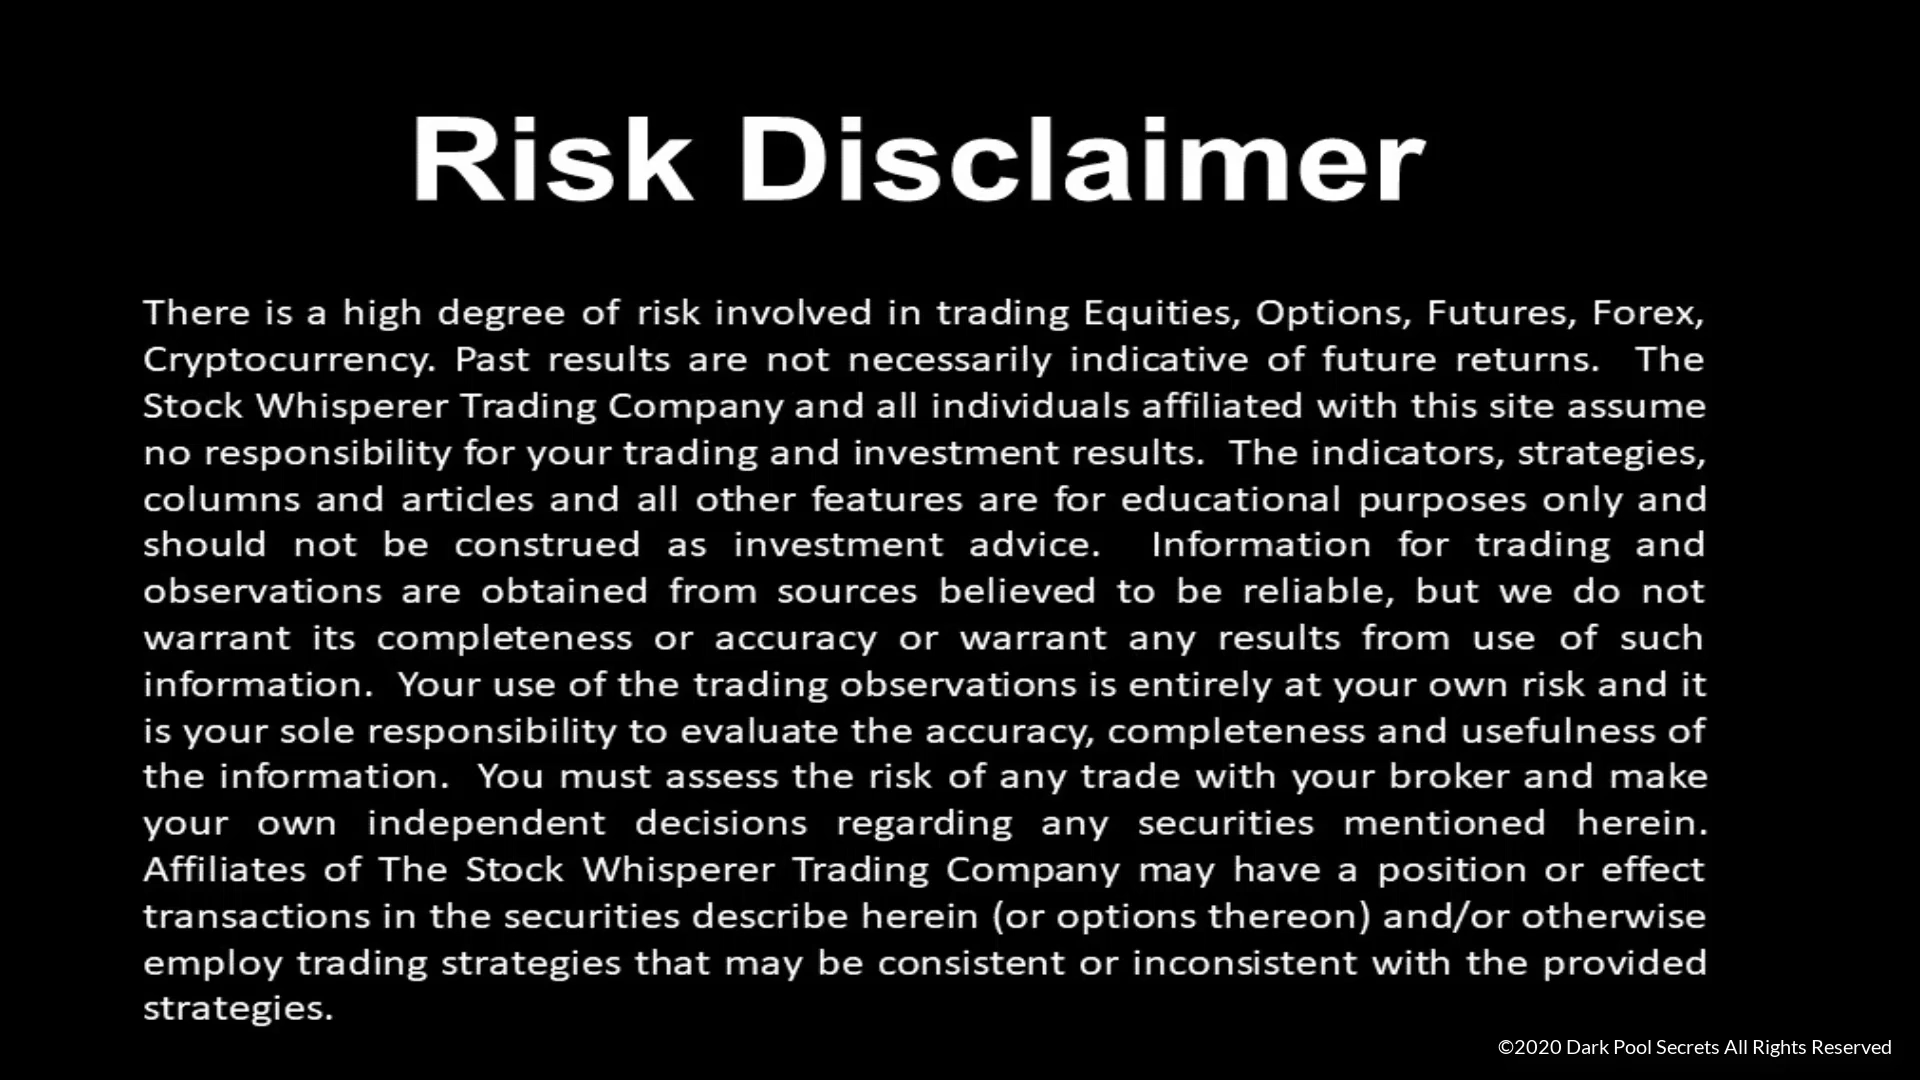 Risk Disclaimer
There is a high degree of risk involved in trading Equities, Options, Futures, Forex,
Cryptocurrency. Past results are not necessarily indicative of future returns.  The
Stock Whisperer Trading Company and all individuals affiliated with this site assume
no responsibility for your trading and investment results.  The indicators, strategies,
columns and articles and all other features are for educational purposes only and
should not be construed as investment advice.  Information for trading and
observations are obtained from sources believed to be reliable, but we do not
warrant its completeness or accuracy or warrant any results from use of such
information.  Your use of the trading observations is entirely at your own risk and it
is your sole responsibility to evaluate the accuracy, completeness and usefulness of
the information.  You must assess the risk of any trade with your broker and make
your own independent decisions regarding any securities mentioned herein.
Affiliates of The Stock Whisperer Trading Company may have a position or effect
transactions in the securities describe herein (or options thereon) and/or otherwise
employ trading strategies that may be consistent or inconsistent with the provided
strategies.
©2020 Dark Pool Secrets All Rights Reserved